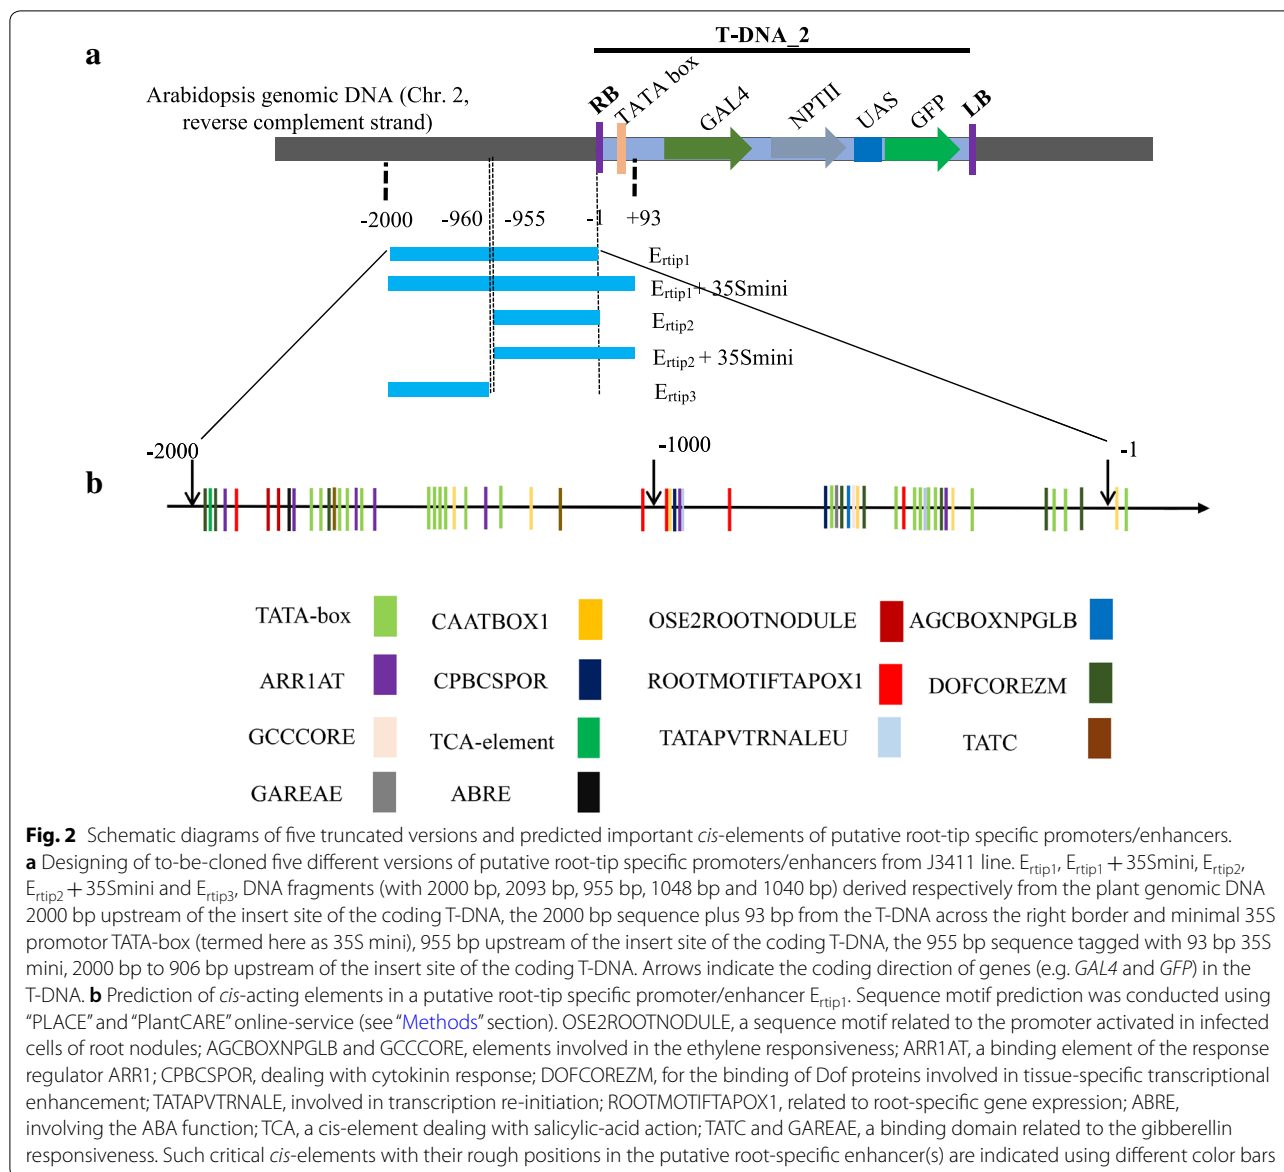 a
T-DNA_2
Arabidopsis genomic DNA (Chr. 2,
reverse complement strand)
RB
TATA box
GAL4
NPTII
UAS
GFP
LB
-2000 -960 -955 -1 +93
Ertip1
Ertip1 + 35Smini
Ertip2
Ertip2 + 35Smini
Ertip3
-2000 -1000 -1
b
TATA-box CAATBOX1 OSE2ROOTNODULE AGCBOXNPGLB
ARR1AT CPBCSPOR ROOTMOTIFTAPOX1 DOFCOREZM
GCCCORE TCA-element TATAPVTRNALEU TATC
GAREAE ABRE
Fig. 2 Schematic diagrams of five truncated versions and predicted important cis-elements of putative root-tip specific promoters/enhancers.
a Designing of to-be-cloned five different versions of putative root-tip specific promoters/enhancers from J3411 line. Ertip1, Ertip1 + 35Smini, Ertip2,
Ertip2 + 35Smini and Ertip3, DNA fragments (with 2000 bp, 2093 bp, 955 bp, 1048 bp and 1040 bp) derived respectively from the plant genomic DNA
2000 bp upstream of the insert site of the coding T-DNA, the 2000 bp sequence plus 93 bp from the T-DNA across the right border and minimal 35S
promotor TATA-box (termed here as 35S mini), 955 bp upstream of the insert site of the coding T-DNA, the 955 bp sequence tagged with 93 bp 35S
mini, 2000 bp to 906 bp upstream of the insert site of the coding T-DNA. Arrows indicate the coding direction of genes (e.g. GAL4 and GFP) in the
T-DNA. b Prediction of cis-acting elements in a putative root-tip specific promoter/enhancer Ertip1. Sequence motif prediction was conducted using
“PLACE” and “PlantCARE” online-service (see “Methods” section). OSE2ROOTNODULE, a sequence motif related to the promoter activated in infected
cells of root nodules; AGCBOXNPGLB and GCCCORE, elements involved in the ethylene responsiveness; ARR1AT, a binding element of the response
regulator ARR1; CPBCSPOR, dealing with cytokinin response; DOFCOREZM, for the binding of Dof proteins involved in tissue-specific transcriptional
enhancement; TATAPVTRNALE, involved in transcription re-initiation; ROOTMOTIFTAPOX1, related to root-specific gene expression; ABRE,
involving the ABA function; TCA, a cis-element dealing with salicylic-acid action; TATC and GAREAE, a binding domain related to the gibberellin
responsiveness. Such critical cis-elements with their rough positions in the putative root-specific enhancer(s) are indicated using different color bars